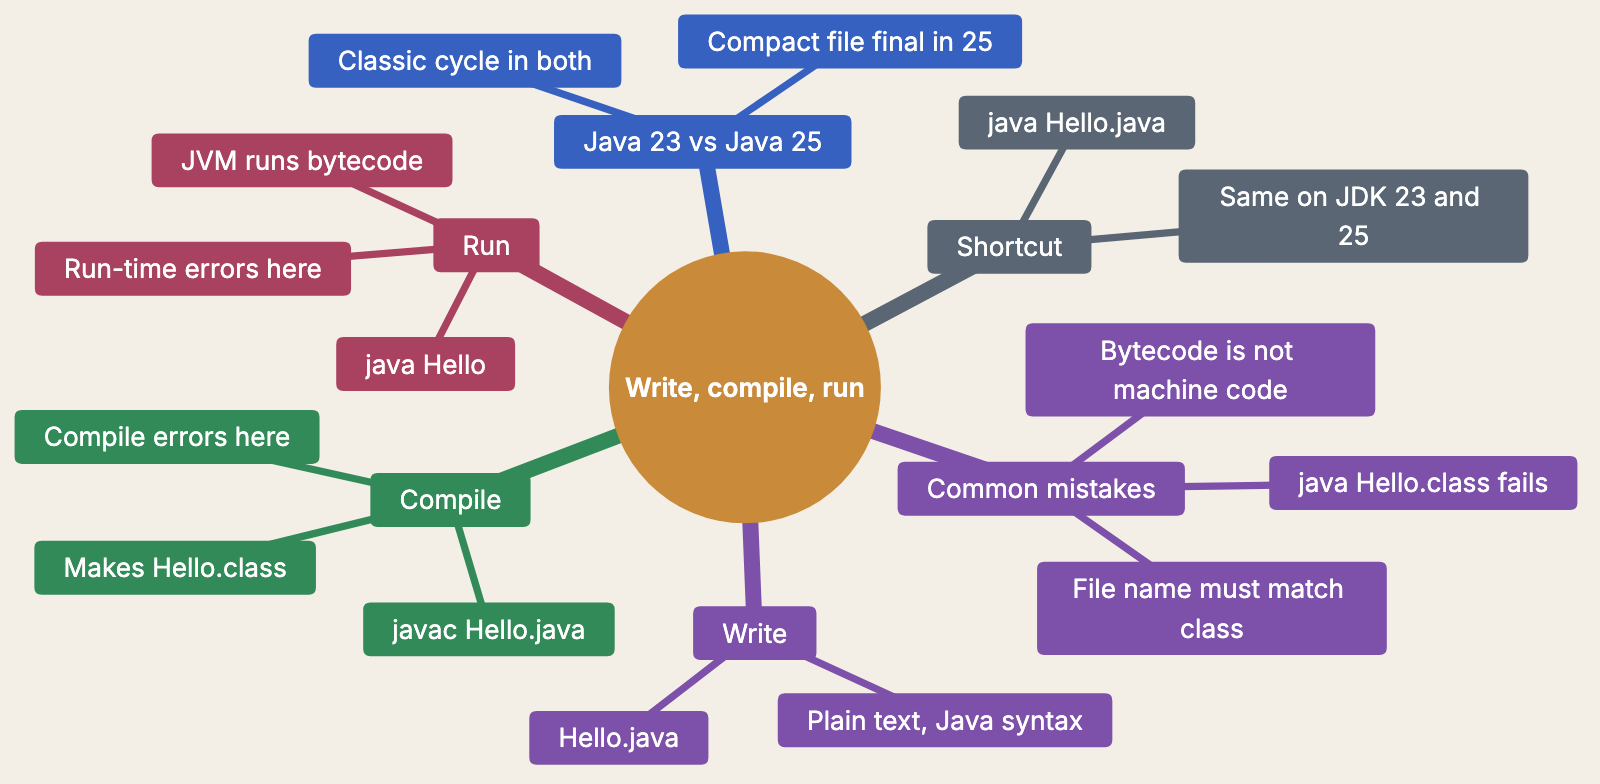 Compact file final in 25
Classic cycle in both
Java 23 vs Java 25
java Hello.java
JVM runs bytecode
Same on JDK 23 and
25
Run
Shortcut
Run-time errors here
java Hello
Bytecode is not
machine code
Write, compile, run
Compile errors here
Compile
Common mistakes
java Hello.class fails
Makes Hello.class
javac Hello.java
File name must match
class
Write
Hello.java
Plain text, Java syntax